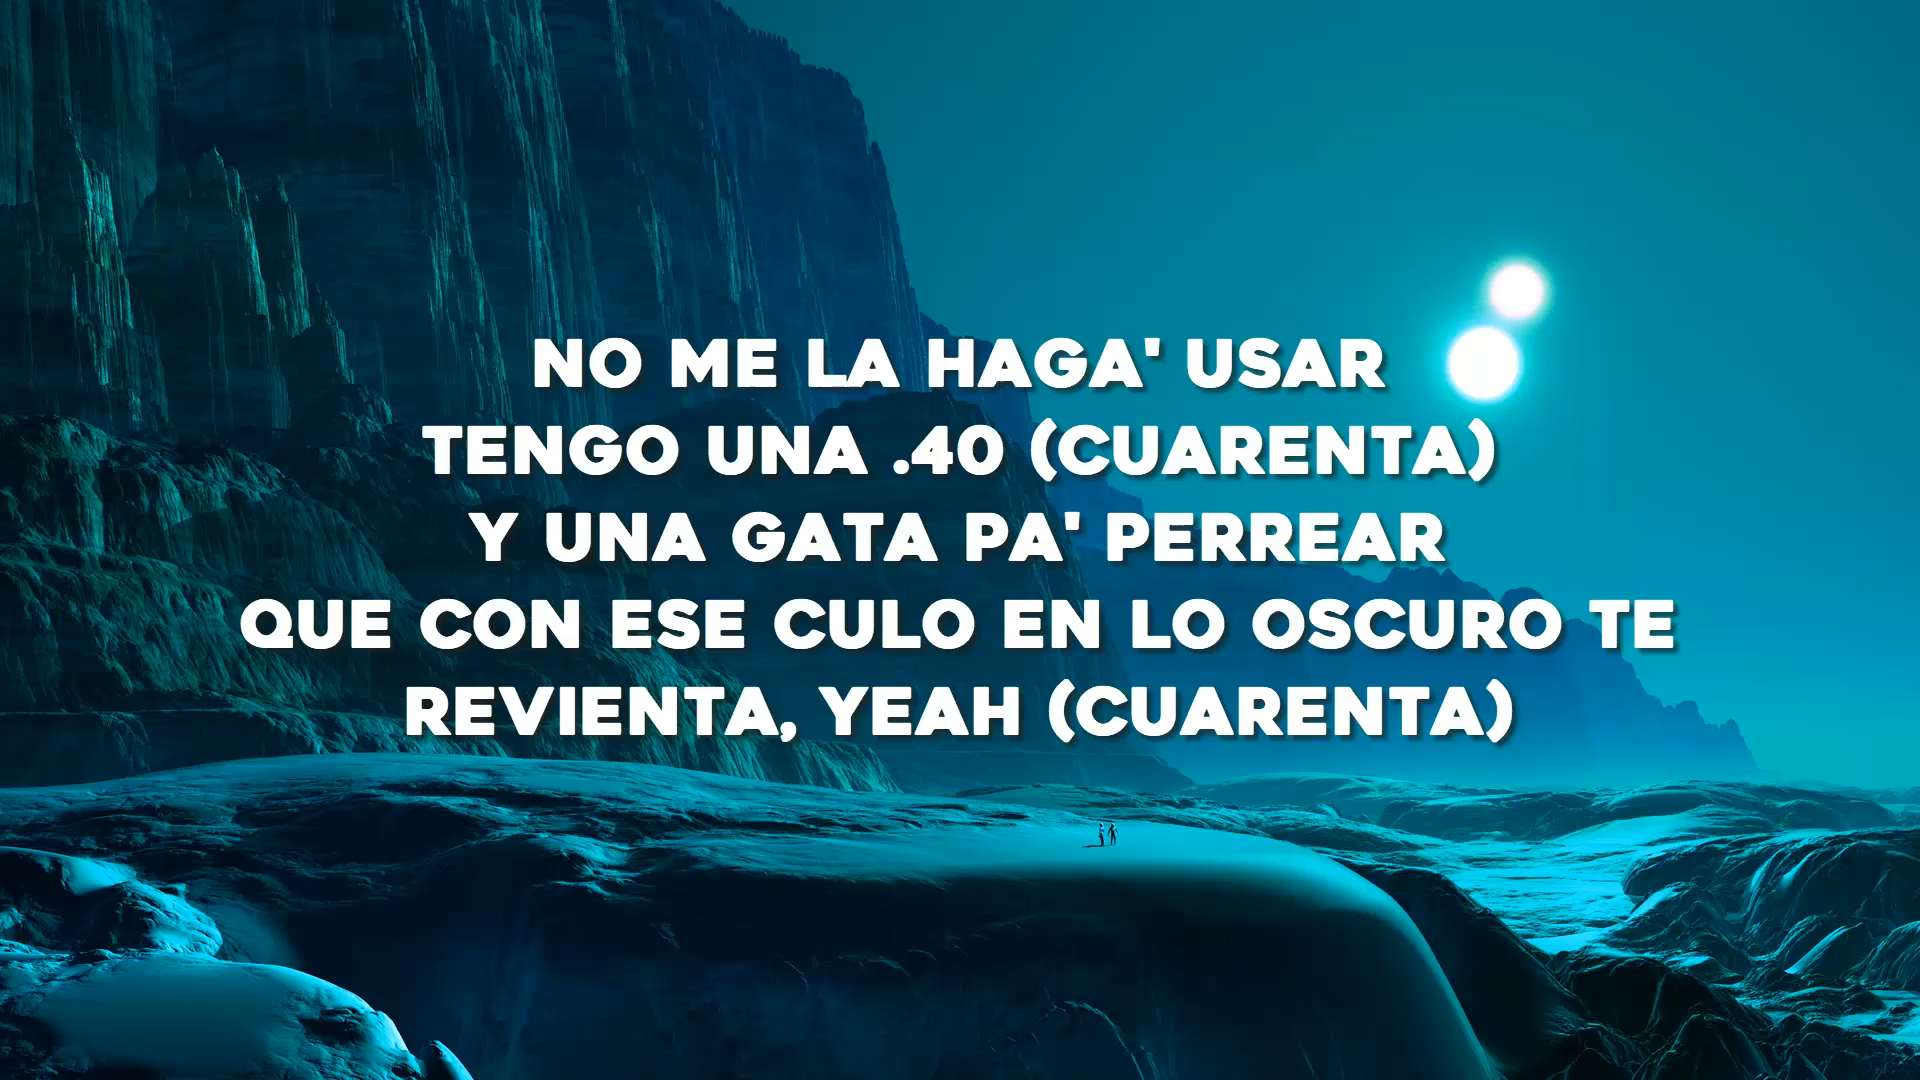 NO ME LA HAGA' USAR
TENGO UNA .40 (CUARENTA)
Y UNA GATA PA' PERREAR
QUE CON ESE CULO EN LO OSCURO TE
REVIENTA, YEAH (CUARENTA)